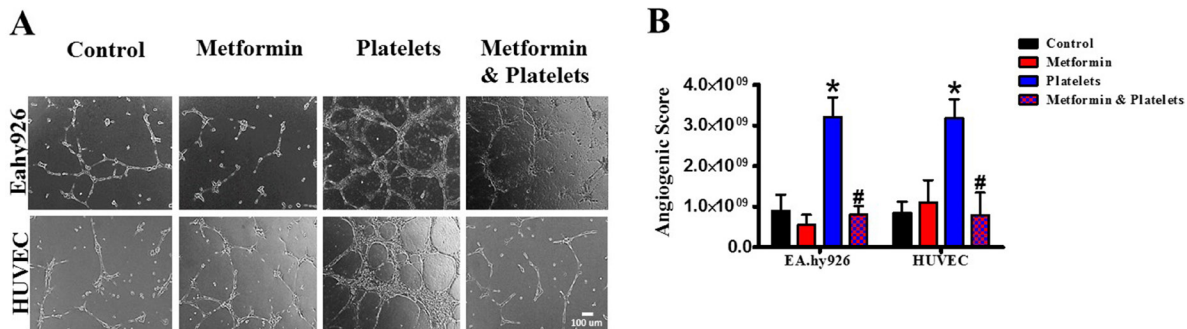 A
Control
Metformin
Platelets
Metformin
& Platelets
Eahy926
HUVEC
100 um
B
Control
Metformin
Platelets
Metformin & Platelets
Angiogenic Score
4.0×10⁰⁹
3.0×10⁰⁹
2.0×10⁰⁹
1.0×10⁰⁹
0.0
*
#
*
#
EA.hy926
HUVEC